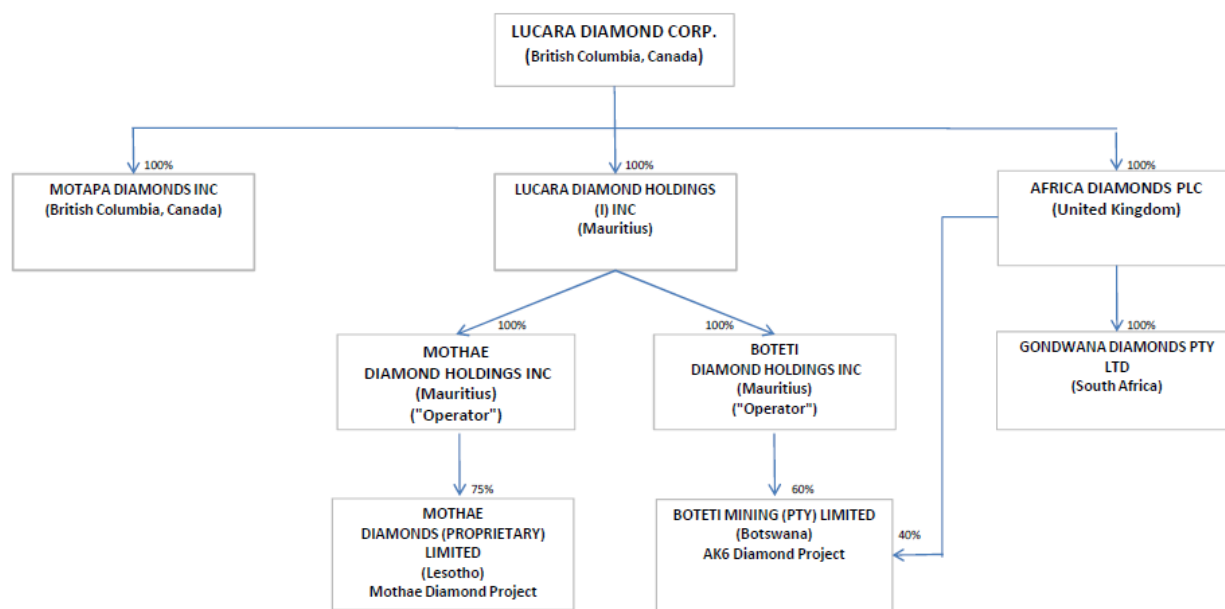 LUCARA DIAMOND CORP.
(British Columbia, Canada)
100%
100%
100%
MOTAPA DIAMONDS INC
(British Columbia, Canada)
LUCARA DIAMOND HOLDINGS
(I) INC
(Mauritius)
AFRICA DIAMONDS PLC
(United Kingdom)
100%
100%
100%
MOTHAE
DIAMOND HOLDINGS INC
(Mauritius)
("Operator")
BOTETI
DIAMOND HOLDINGS INC
(Mauritius)
("Operator")
GONDWANA DIAMONDS PTY
LTD
(South Africa)
75%
60%
MOTHAE
DIAMONDS (PROPRIETARY)
LIMITED
(Lesotho)
Mothae Diamond Project
BOTETI MINING (PTY) LIMITED
(Botswana)
AK6 Diamond Project
40%